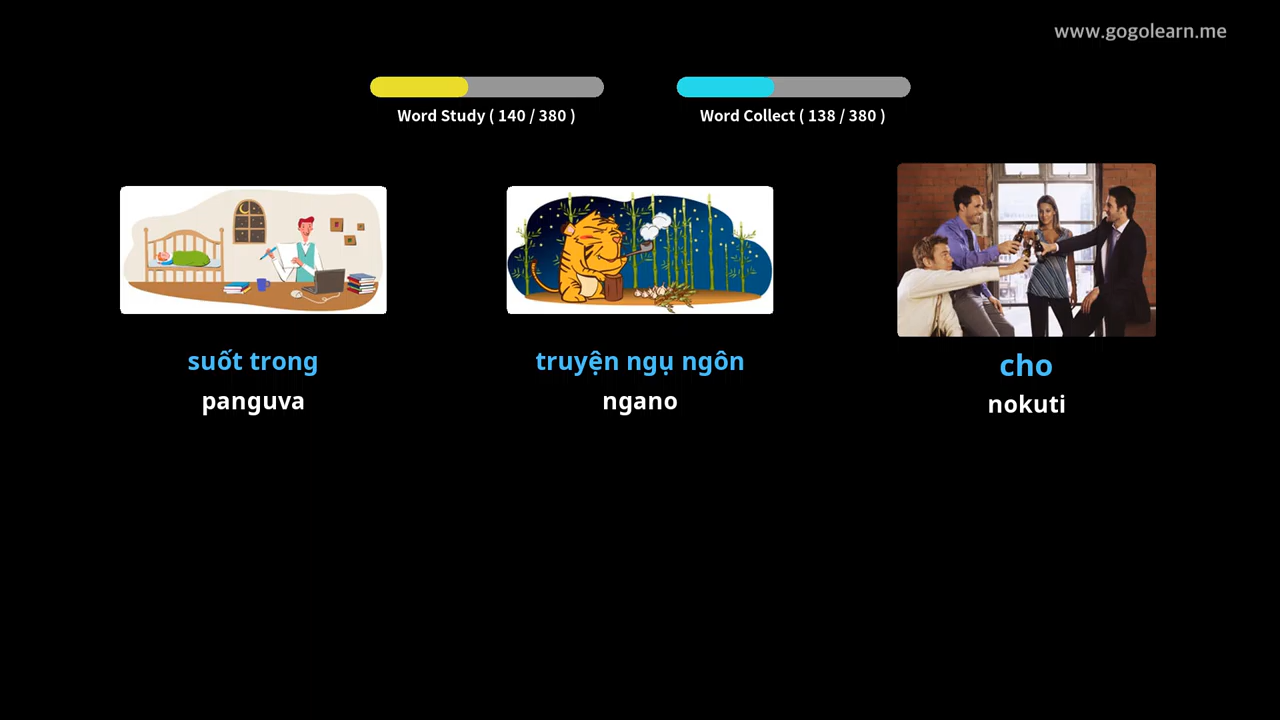 www.gogolearn.me
Word Study ( 140 / 380 )
Word Collect ( 138 / 380 )
suốt trong
panguva
truyện ngụ ngôn
ngano
cho
nokuti